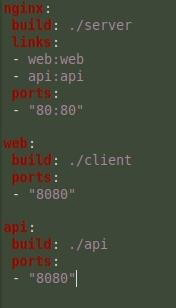 nginx:
 build: ./server
 links:
 - web:web
 - api:api
 ports:
 - "80:80"

web:
 build: ./client
 ports:
 - "8080"

api:
 build: ./api
 ports:
 - "8080"